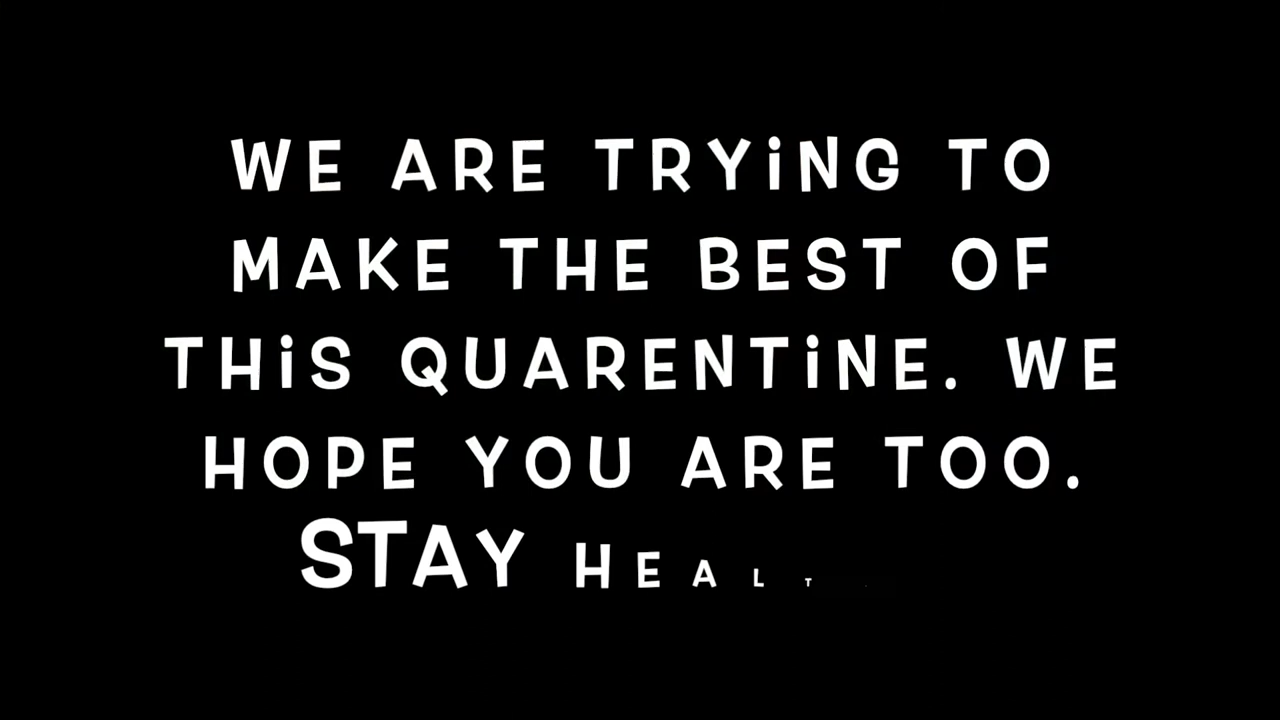 WE ARE TRYiNG TO
MAKE THE BEST OF
THiS QUARENTiNE. WE
HOPE YOU ARE TOO.
STAY HEALT